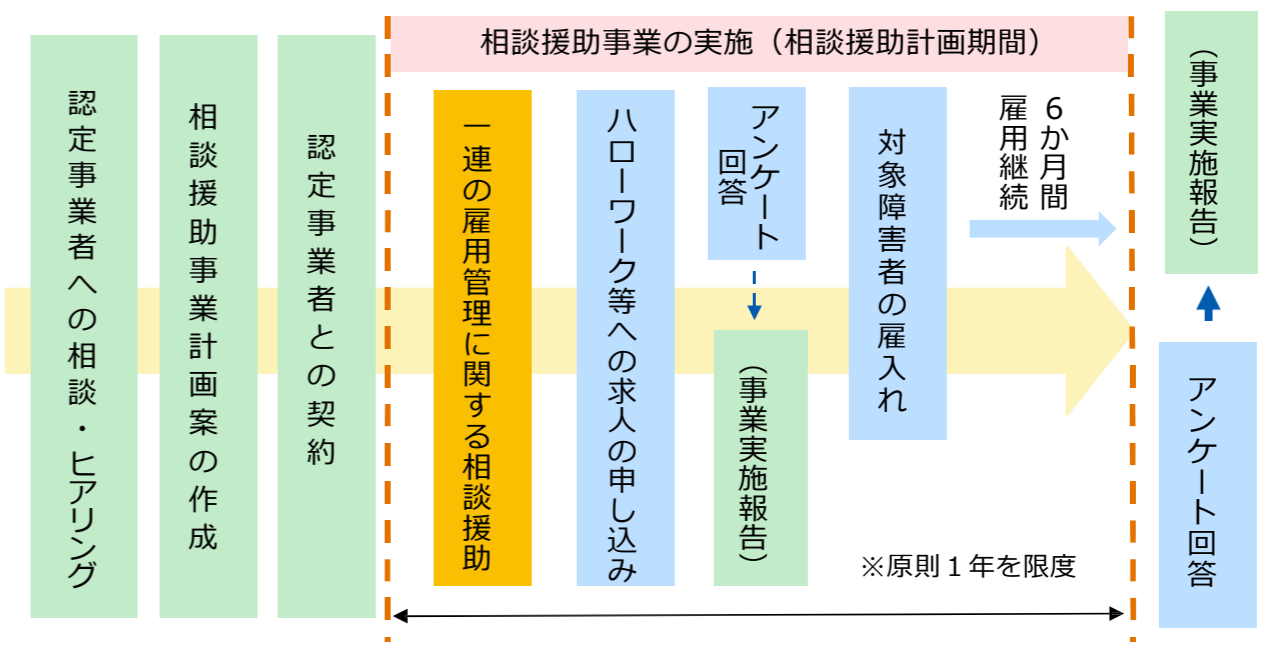 認定事業者への相談・ヒアリング
相談援助事業計画案の作成
認定事業者との契約
相談援助事業の実施（相談援助計画期間）
一連の雇用管理に関する相談援助
ハローワーク等への求人の申し込み
アンケート
回答
（事業実施報告）
対象障害者の雇入れ
６か月間
雇用継続
※原則１年を限度
（事業実施報告）
アンケート回答